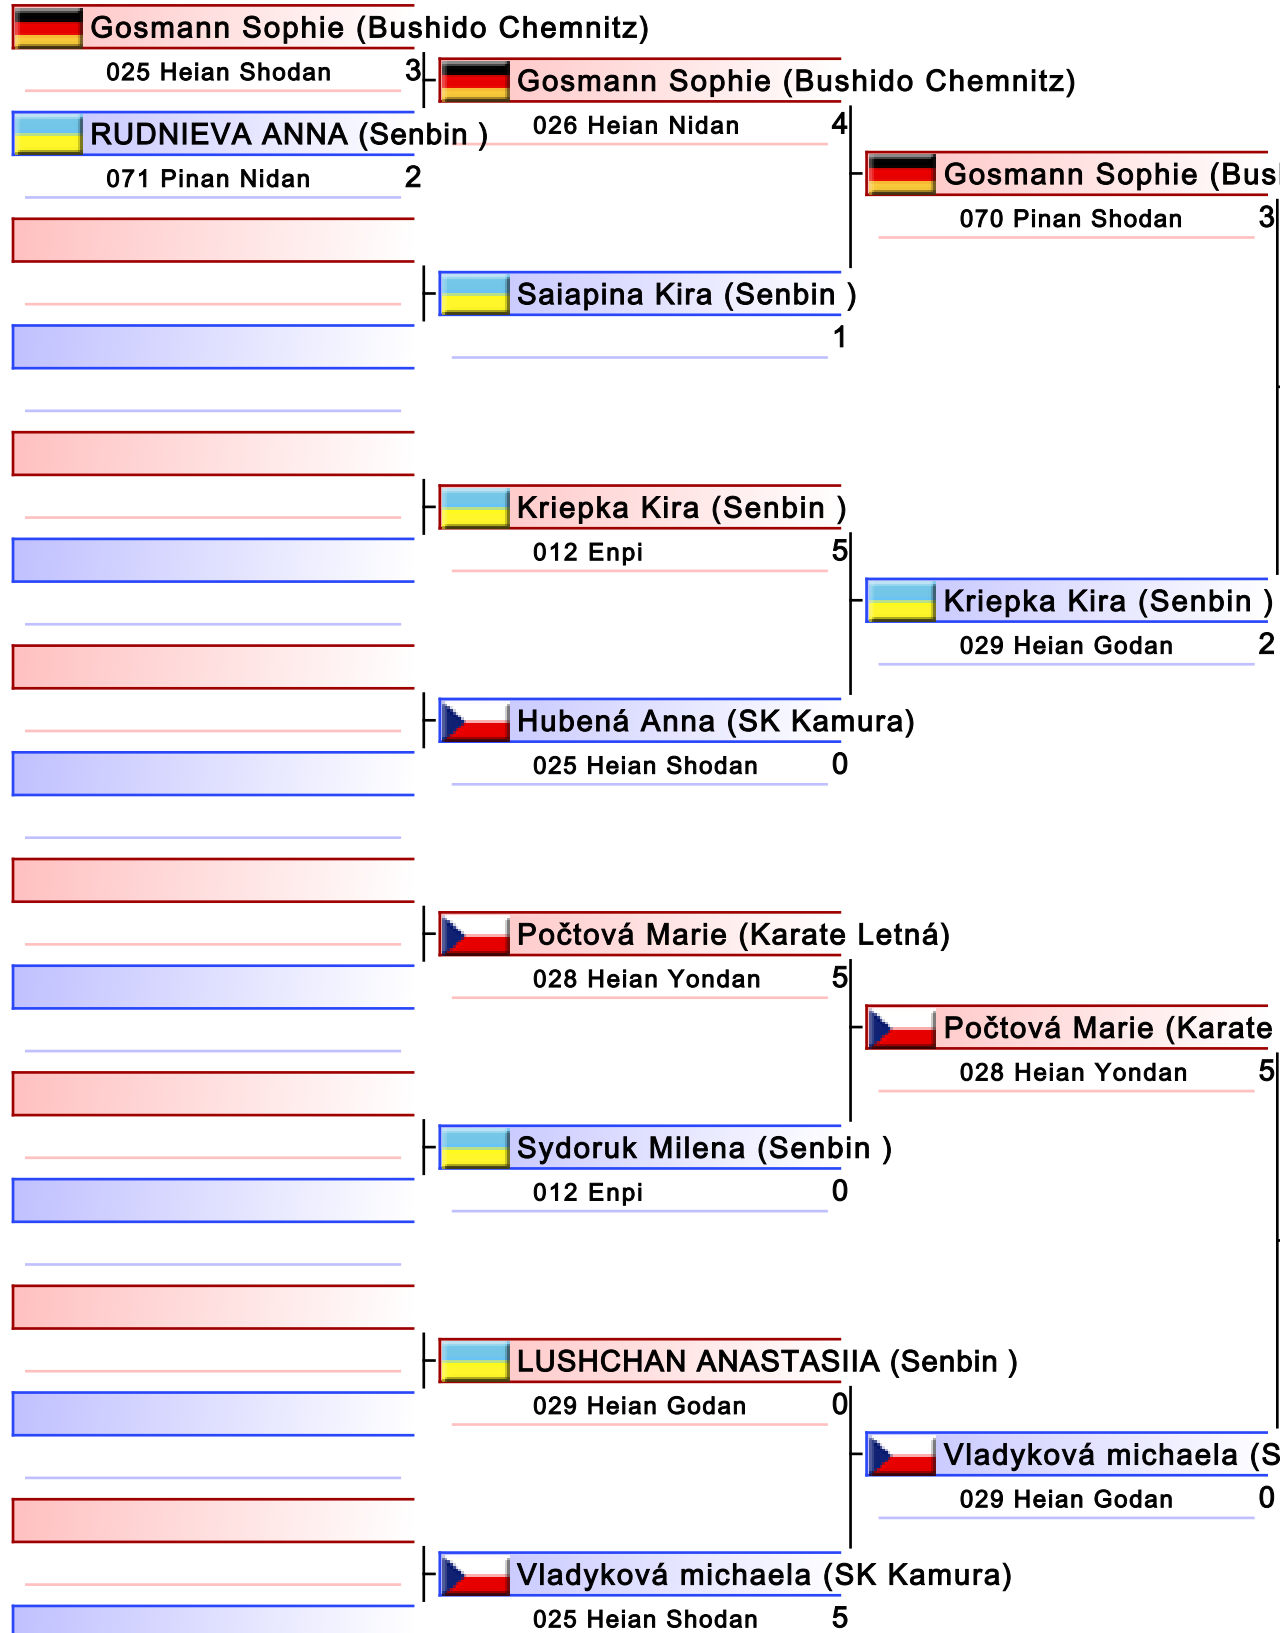 Gosmann Sophie (Bushido Chemnitz)
025 Heian Shodan 3
RUDNIEVA ANNA (Senbin )
071 Pinan Nidan 2
Gosmann Sophie (Bushido Chemnitz)
026 Heian Nidan 4
Saiapina Kira (Senbin )
1
Kriepka Kira (Senbin )
012 Enpi 5
Hubená Anna (SK Kamura)
025 Heian Shodan 0
Počtová Marie (Karate Letná)
028 Heian Yondan 5
Sydoruk Milena (Senbin )
012 Enpi 0
LUSHCHAN ANASTASIIA (Senbin )
029 Heian Godan 0
Vladyková michaela (SK Kamura)
025 Heian Shodan 5
Gosmann Sophie (Bus
070 Pinan Shodan 3
Kriepka Kira (Senbin )
029 Heian Godan 2
Počtová Marie (Karate
028 Heian Yondan 5
Vladyková michaela (S
029 Heian Godan 0